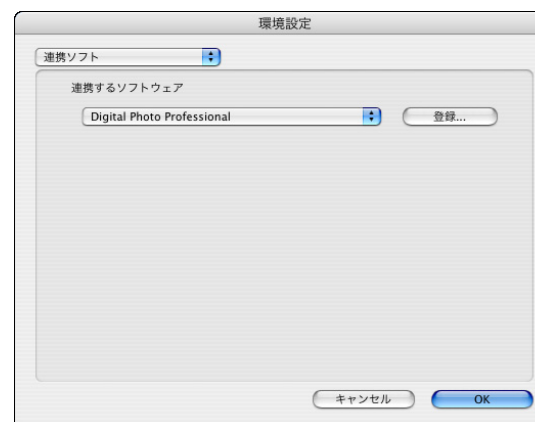 環境設定
連携ソフト
連携するソフトウェア
Digital Photo Professional
登録...
キャンセル
OK